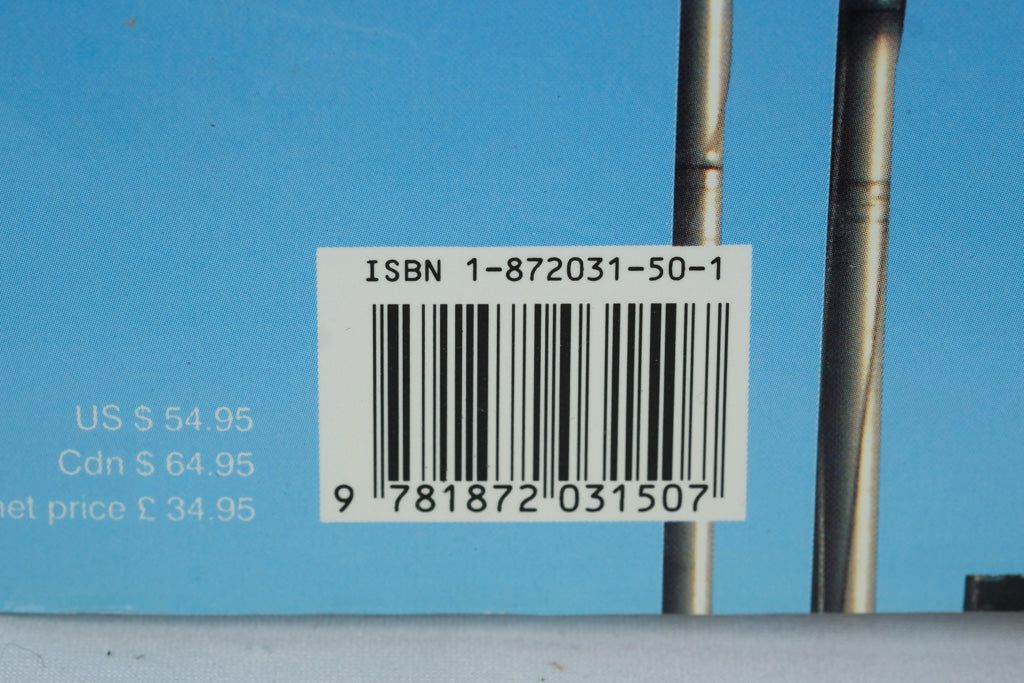 ISBN 1-872031-50-1
9 781872 031507
US $ 54.95
Cdn $ 64.95
net price £ 34.95